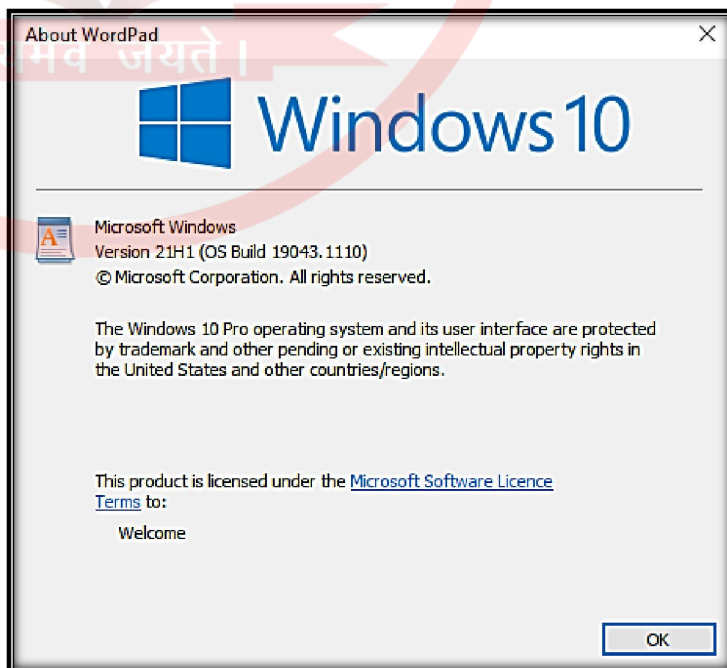 About WordPad
जयते।
Windows 10
Microsoft Windows
Version 21H1 (OS Build 19043.1110)
© Microsoft Corporation. All rights reserved.
The Windows 10 Pro operating system and its user interface are protected
by trademark and other pending or existing intellectual property rights in
the United States and other countries/regions.
This product is licensed under the Microsoft Software Licence
Terms to:
Welcome
OK